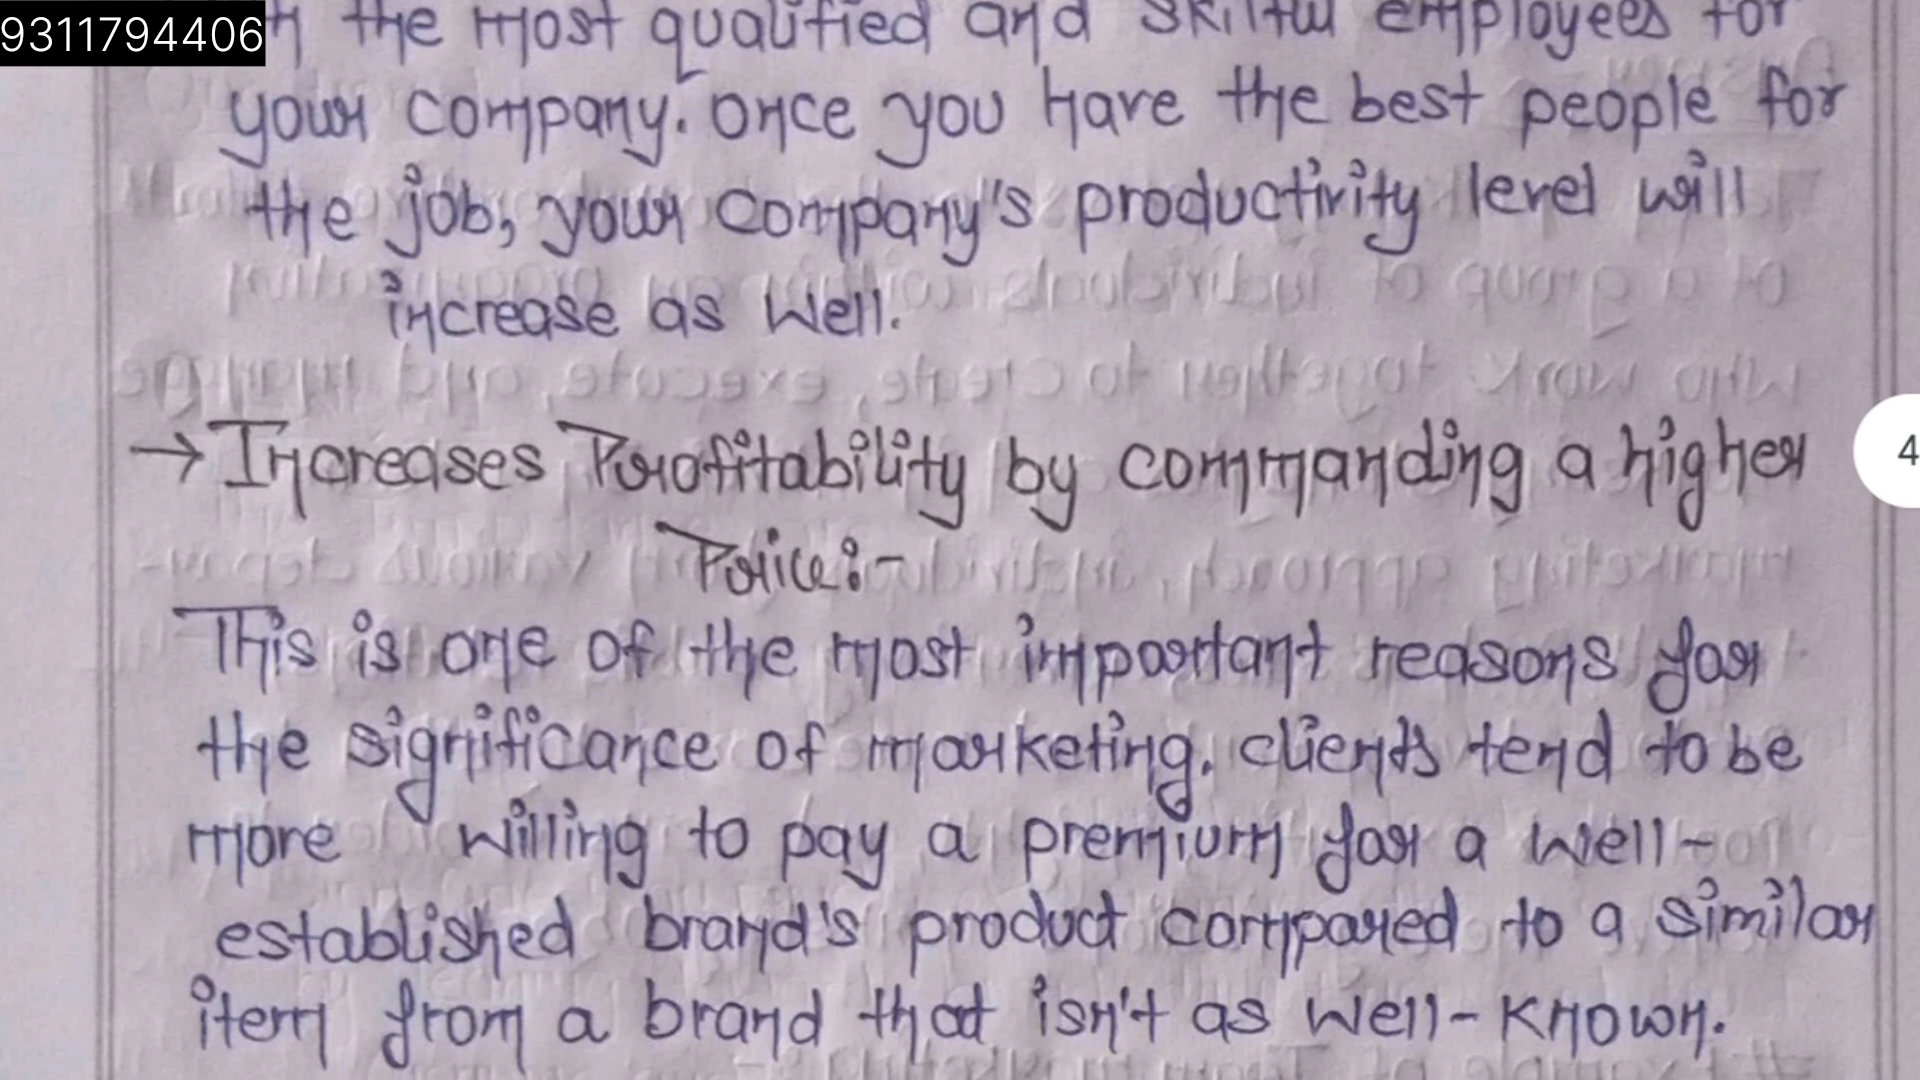 9311794406
the most qualified and skillful employees for
your company. once you have the best people for
the job, your company's productivity level will
increase as well.
→ Increases Profitability by commanding a higher
Price:-
This is one of the most important reasons for
the significance of marketing. clients tend to be
more willing to pay a premium for a well-
established brand's product compared to a similar
item from a brand that isn't as well-known.
4